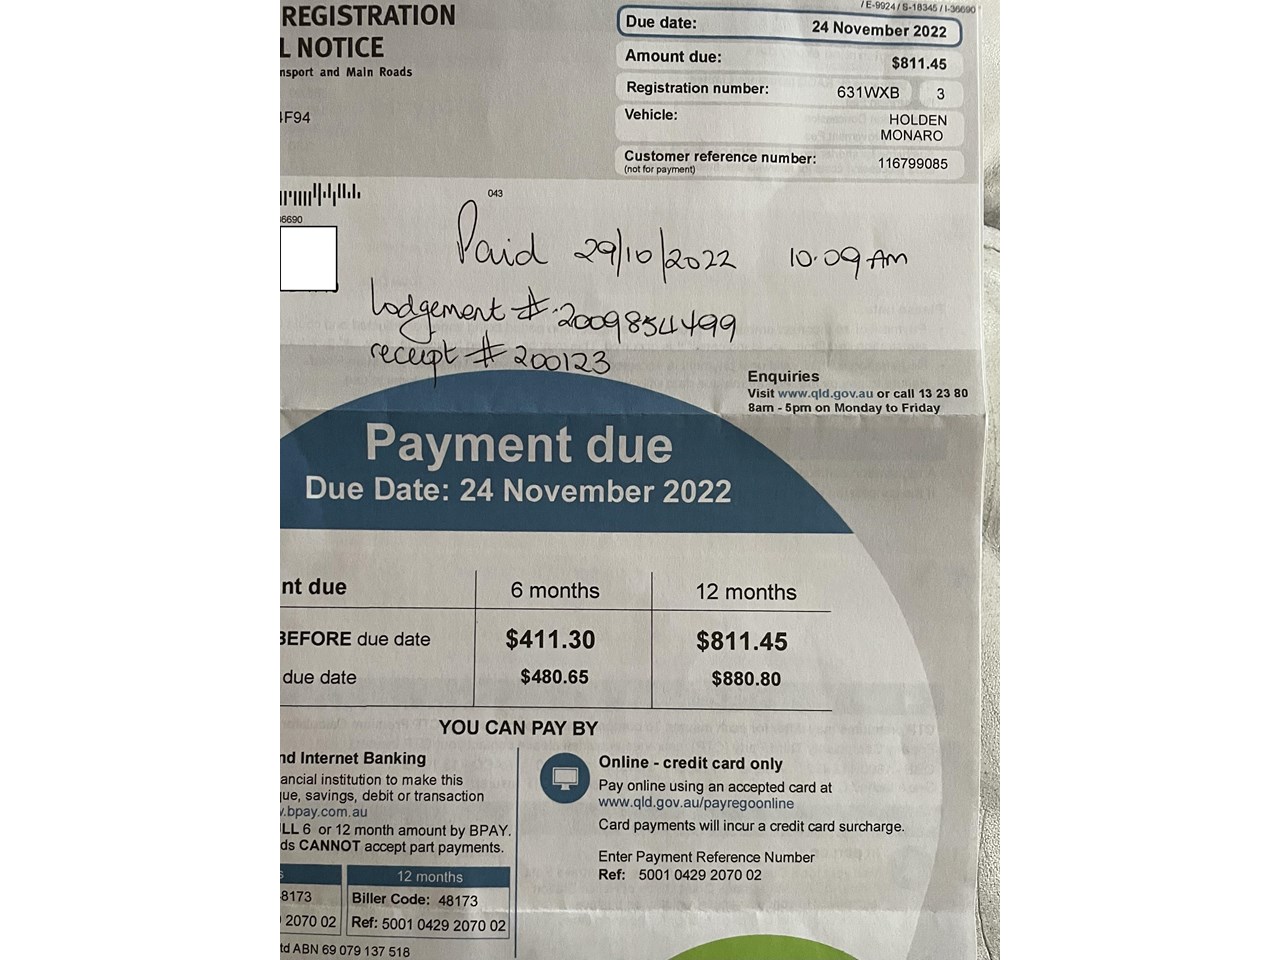 / E-9924 / S-18345 / I-36690
REGISTRATION
L NOTICE
nsport and Main Roads
F94
Due date: 24 November 2022
Amount due: $811.45
Registration number: 631WXB 3
Vehicle: HOLDEN
MONARO
Customer reference number: 116799085
(not for payment)
043
36690
Paid 29/10/2022 10:09 AM
lodgement # 2009854499
receipt # 200123
Enquiries
Visit www.qld.gov.au or call 13 23 80
8am - 5pm on Monday to Friday
Payment due
Due Date: 24 November 2022
nt due 6 months 12 months
BEFORE due date $411.30 $811.45
due date $480.65 $880.80
YOU CAN PAY BY
nd Internet Banking
ancial institution to make this
ue, savings, debit or transaction
.bpay.com.au
LL 6 or 12 month amount by BPAY.
ds CANNOT accept part payments.
s 12 months
8173 Biller Code: 48173
2070 02 Ref: 5001 0429 2070 02
td ABN 69 079 137 518
Online - credit card only
Pay online using an accepted card at
www.qld.gov.au/payregoonline
Card payments will incur a credit card surcharge.
Enter Payment Reference Number
Ref: 5001 0429 2070 02